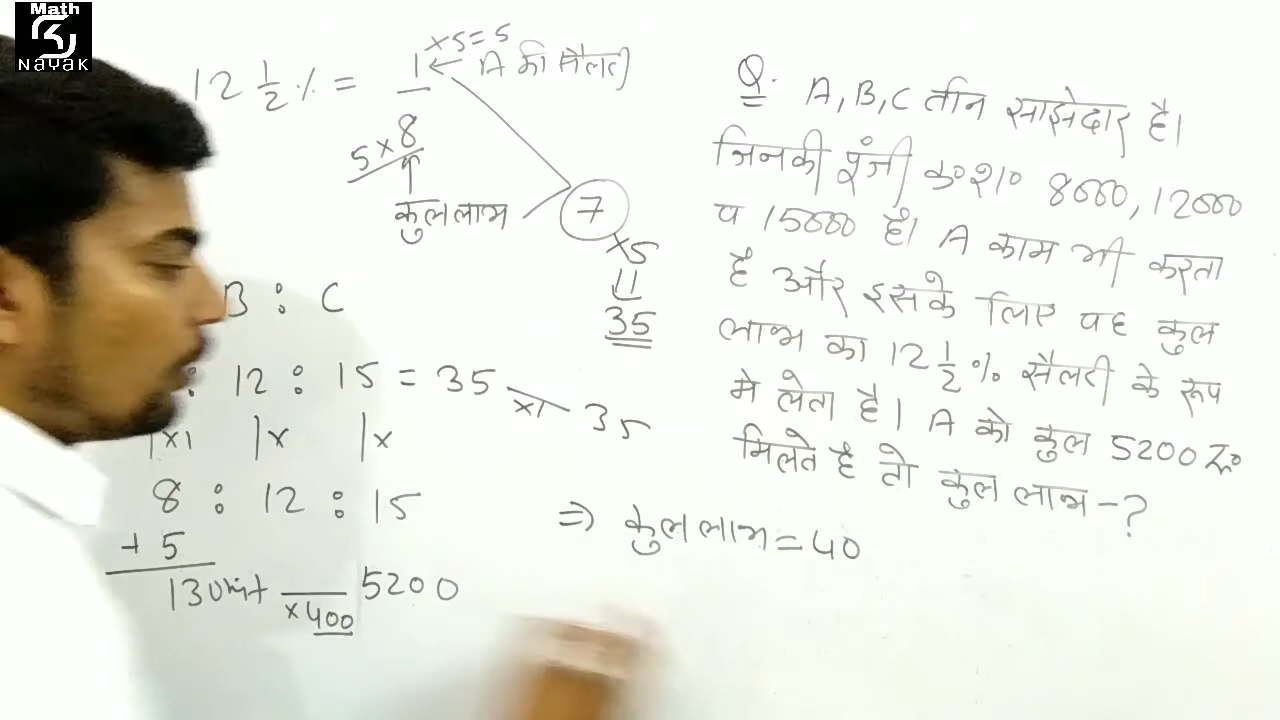 Math
NayaK
12 1/2 % = 1/8
×5=5
A की सैलरी
5×8
कुल लाभ
7
×5
||
35
B : C
: 12 : 15 = 35
×1 35
|×1 |× |×
8 : 12 : 15
+ 5
13 Unit 5200
×400
Q. A, B, C तीन साझेदार है।
जिनकी पूंजी क्र०श० 8000, 12000
व 15000 है। A काम भी करता
है और इसके लिए वह कुल
लाभ का 12 1/2 % सैलरी के रूप
मे लेता है। A को कुल 5200 रु०
मिलते है तो कुल लाभ - ?
⇒ कुल लाभ = 40